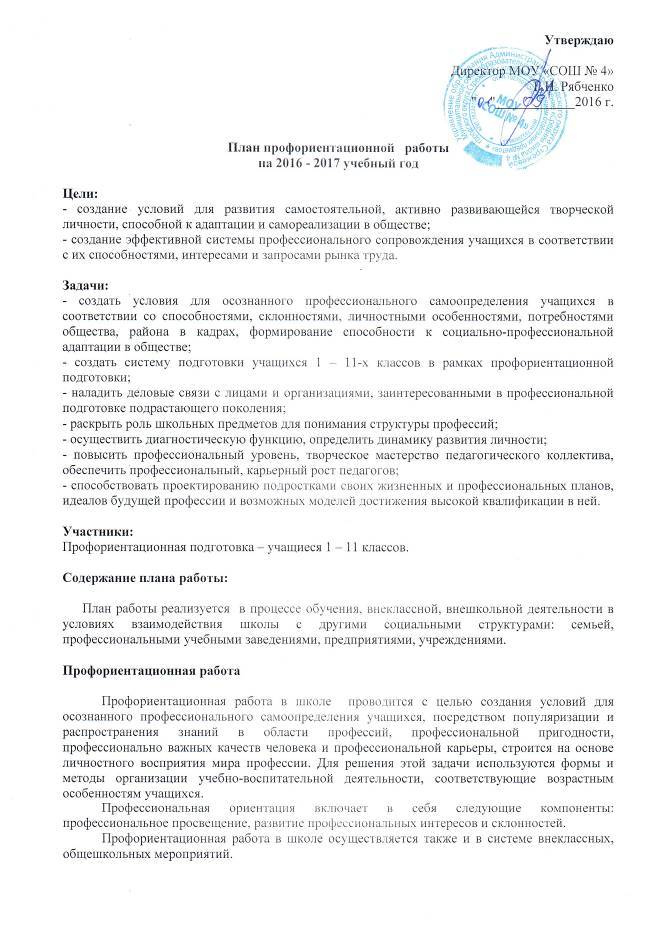 Утверждаю
Директор МОУ «СОШ № 4»
Рябченко
2016 г.
План профориентационной работы
на 2016 - 2017 учебный год
Цели:
- создание условий для развития самостоятельной, активно развивающейся творческой
личности, способной к адаптации и самореализации в обществе;
- создание эффективной системы профессионального сопровождения учащихся в соответствии
с их способностями, интересами и запросами рынка труда.
Задачи:
- создать условия для осознанного профессионального самоопределения учащихся в
соответствии со способностями, склонностями, личностными особенностями, потребностями
общества, района в кадрах, формирование способности к социально-профессиональной
адаптации в обществе;
- создать систему подготовки учащихся 1 – 11-х классов в рамках профориентационной
подготовки;
- наладить деловые связи с лицами и организациями, заинтересованными в профессиональной
подготовке подрастающего поколения;
- раскрыть роль школьных предметов для понимания структуры профессий;
- осуществить диагностическую функцию, определить динамику развития личности;
- повысить профессиональный уровень, творческое мастерство педагогического коллектива,
обеспечить профессиональный, карьерный рост педагогов;
- способствовать проектированию подростками своих жизненных и профессиональных планов,
идеалов будущей профессии и возможных моделей достижения высокой квалификации в ней.
Участники:
Профориентационная подготовка – учащиеся 1 – 11 классов.
Содержание плана работы:
План работы реализуется в процессе обучения, внеклассной, внешкольной деятельности в
условиях взаимодействия школы с другими социальными структурами: семьей,
профессиональными учебными заведениями, предприятиями, учреждениями.
Профориентационная работа
Профориентационная работа в школе проводится с целью создания условий для
осознанного профессионального самоопределения учащихся, посредством популяризации и
распространения знаний в области профессий, профессиональной пригодности,
профессионально важных качеств человека и профессиональной карьеры, строится на основе
личностного восприятия мира профессии. Для решения этой задачи используются формы и
методы организации учебно-воспитательной деятельности, соответствующие возрастным
особенностям учащихся.
Профессиональная ориентация включает в себя следующие компоненты:
профессиональное просвещение, развитие профессиональных интересов и склонностей.
Профориентационная работа в школе осуществляется также и в системе внеклассных,
общешкольных мероприятий.